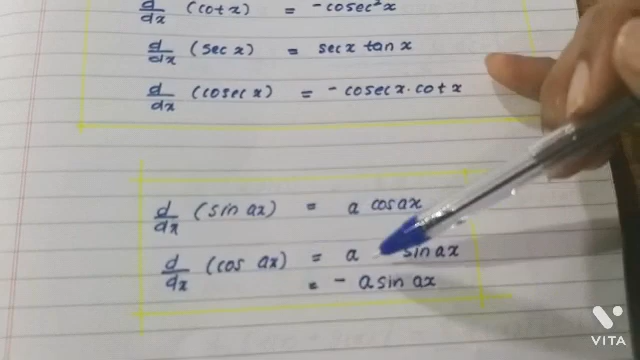 d/dx (cot x) = - cosec²x
d/dx (sec x) = sec x tan x
d/dx (cosec x) = - cosec x . cot x
d/dx (sin ax) = a cos ax
d/dx (cos ax) = a sin ax
= - a sin ax
VITA